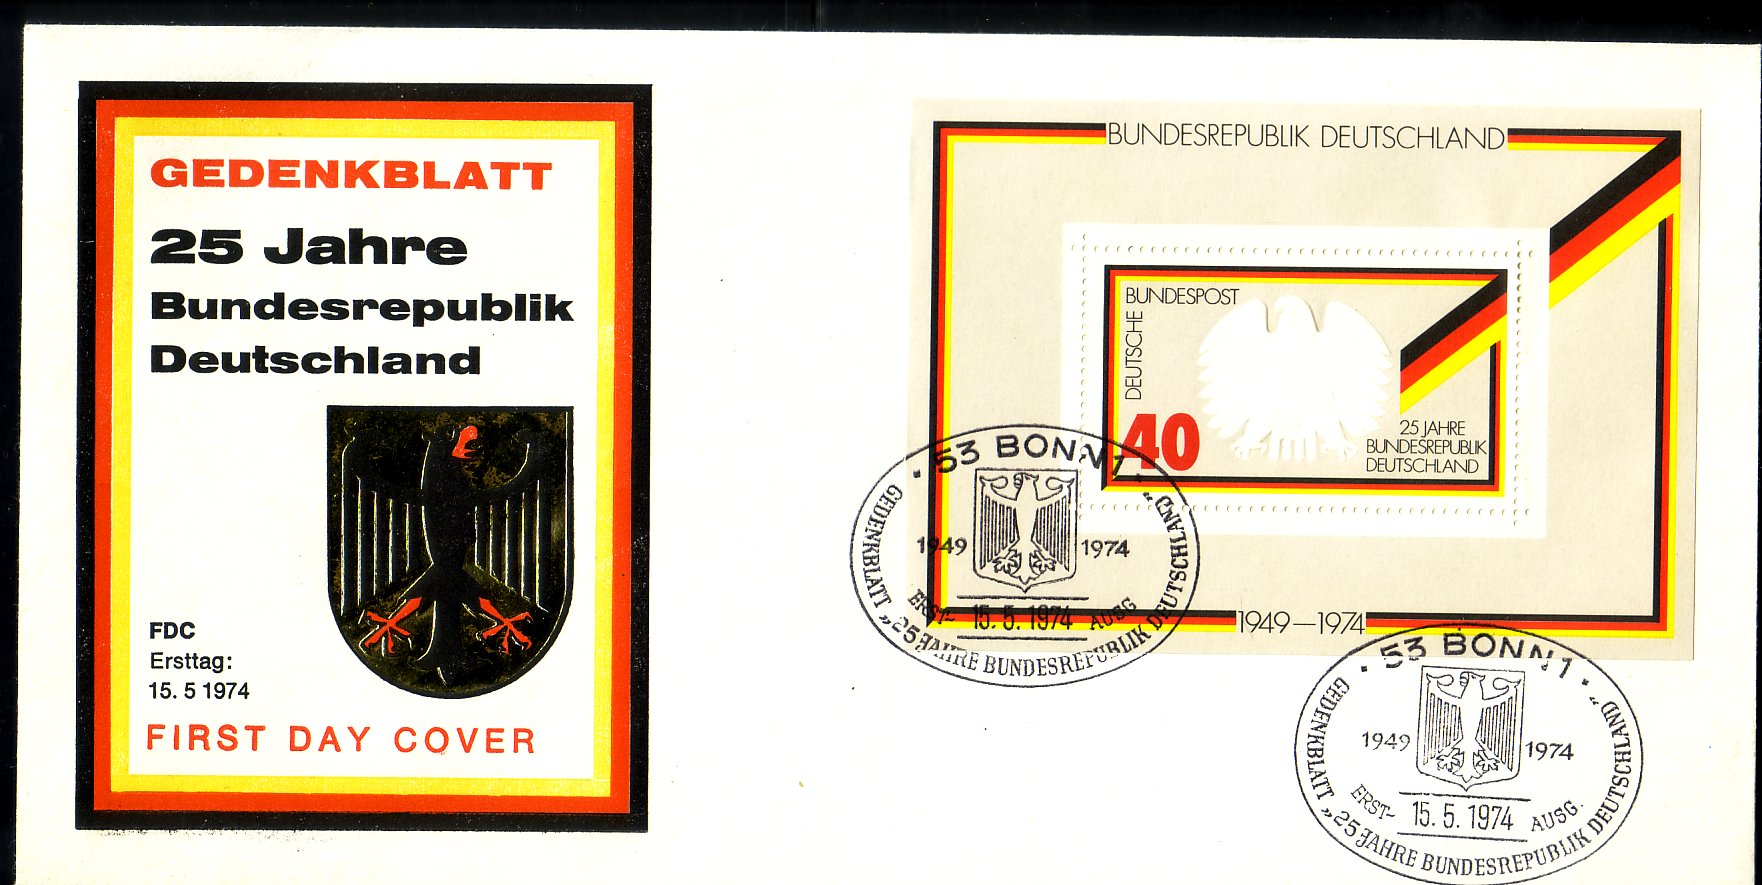 GEDENKBLATT
25 Jahre
Bundesrepublik
Deutschland
FDC
Ersttag:
15. 5 1974
FIRST DAY COVER
BUNDESREPUBLIK DEUTSCHLAND
DEUTSCHE BUNDESPOST
40
25 JAHRE
BUNDESREPUBLIK
DEUTSCHLAND
1949—1974
53 BONN 1
1949 1974
ERST- 15.5.1974 AUSG.
GEDENKBLATT „25 JAHRE BUNDESREPUBLIK DEUTSCHLAND”
53 BONN 1
1949 1974
ERST- 15.5.1974 AUSG.
GEDENKBLATT „25 JAHRE BUNDESREPUBLIK DEUTSCHLAND”